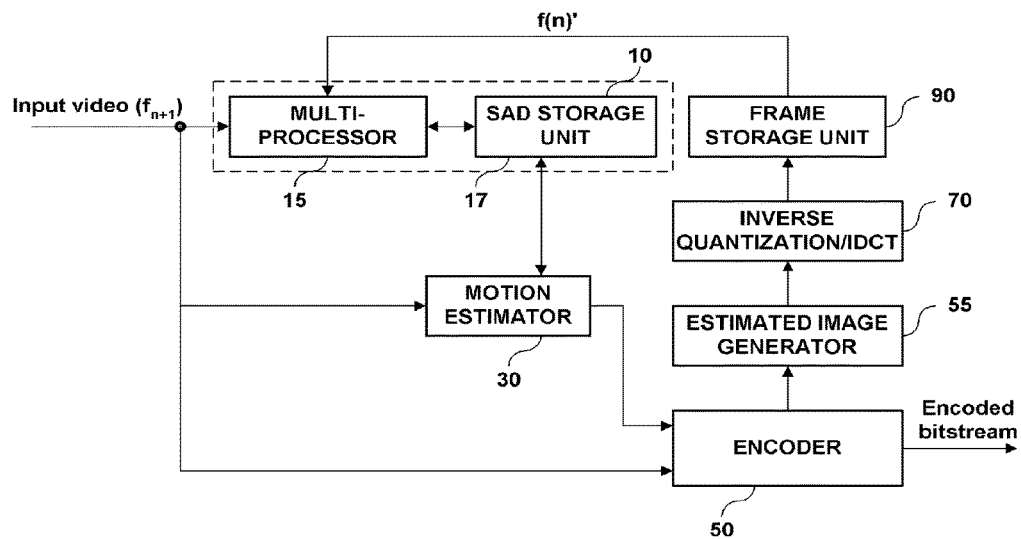 f(n)'
10
Input video (fn+1)
MULTI-
PROCESSOR
SAD STORAGE
UNIT
FRAME
STORAGE UNIT
90
15
17
INVERSE
QUANTIZATION/IDCT
70
MOTION
ESTIMATOR
30
ESTIMATED IMAGE
GENERATOR
55
ENCODER
50
Encoded
bitstream